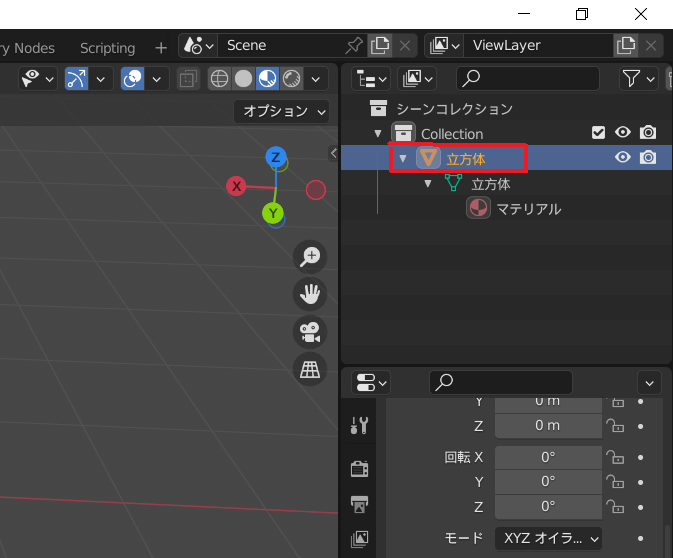 ry Nodes Scripting + Scene ViewLayer
オプション
シーンコレクション
Collection
立方体
立方体
マテリアル
Z
X
Y
Y 0 m
Z 0 m
回転 X 0°
Y 0°
Z 0°
モード XYZ オイラ...